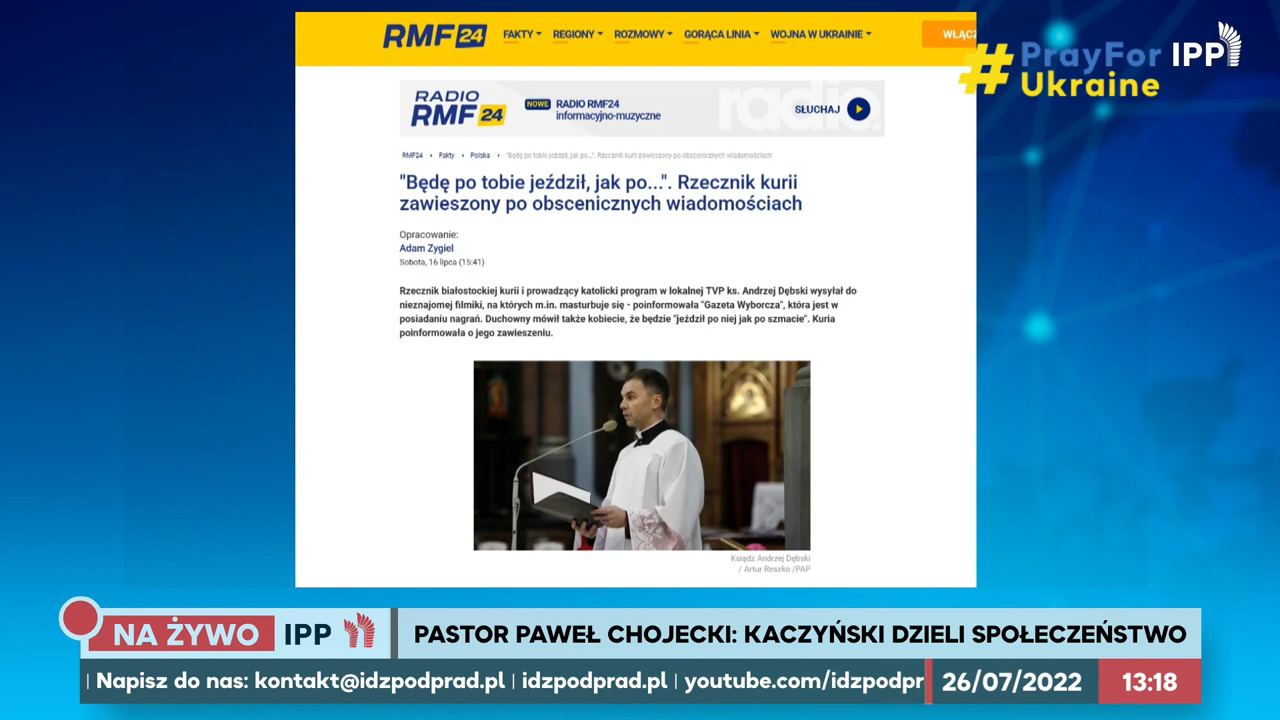 RMF 24 FAKTY REGIONY ROZMOWY GORĄCA LINIA WOJNA W UKRAINIE WŁĄCZ
#PrayFor
Ukraine
IPP
RADIO
RMF 24
NOWE RADIO RMF24
informacyjno-muzyczne
radio.
SŁUCHAJ
RMF24 › Fakty › Polska › "Będę po tobie jeździł, jak po...". Rzecznik kurii zawieszony po obscenicznych wiadomościach
"Będę po tobie jeździł, jak po...". Rzecznik kurii
zawieszony po obscenicznych wiadomościach
Opracowanie:
Adam Zygiel
Sobota, 16 lipca (15:41)
Rzecznik białostockiej kurii i prowadzący katolicki program w lokalnej TVP ks. Andrzej Dębski wysyłał do
nieznajomej filmiki, na których m.in. masturbuje się - poinformowała "Gazeta Wyborcza", która jest w
posiadaniu nagrań. Duchowny mówił także kobiecie, że będzie "jeździł po niej jak po szmacie". Kuria
poinformowała o jego zawieszeniu.
Ksiądz Andrzej Dębski
/ Artur Reszko /PAP
NA ŻYWO IPP
PASTOR PAWEŁ CHOJECKI: KACZYŃSKI DZIELI SPOŁECZEŃSTWO
| Napisz do nas: kontakt@idzpodprad.pl | idzpodprad.pl | youtube.com/idzpodpr
26/07/2022 13:18